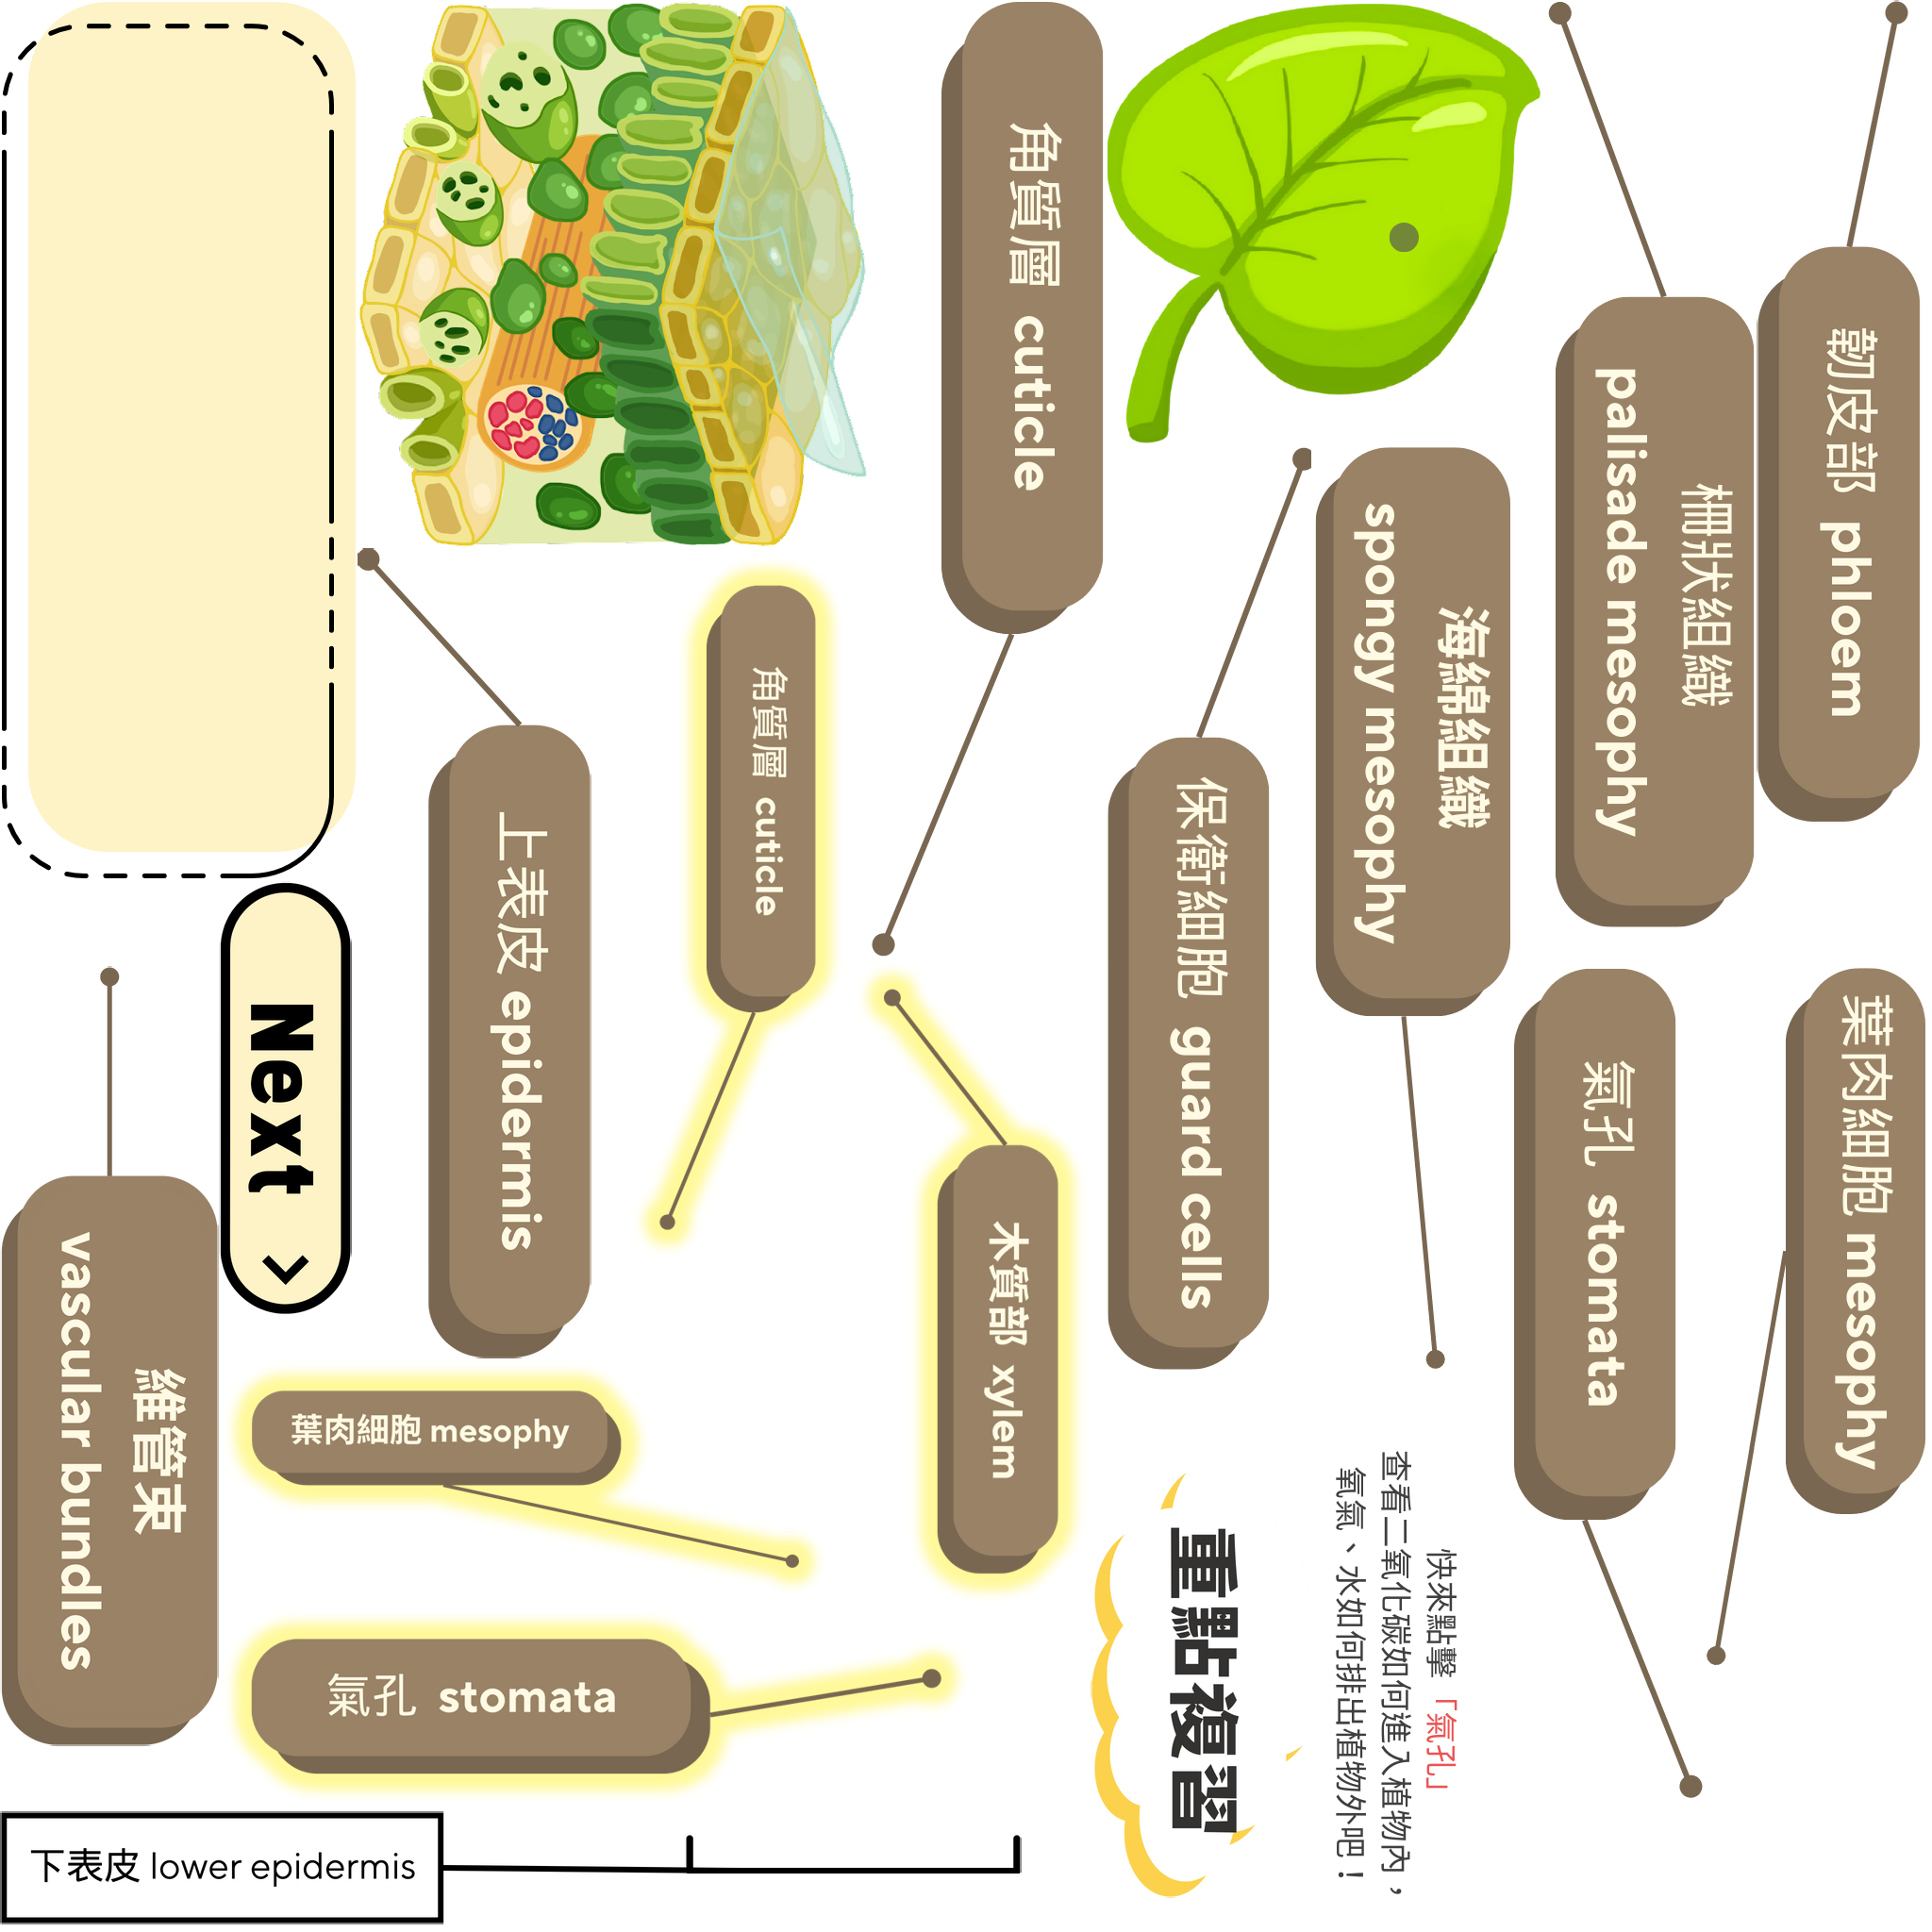 角質層 cuticle
韌皮部 phloem
柵狀組織
palisade mesophy
海綿組織
spongy mesophy
角質層 cuticle
上表皮 epidermis
保衛細胞 guard cells
Next
氣孔 stomata
葉肉細胞 mesophy
維管束
vascular bundles
木質部 xylem
葉肉細胞 mesophy
氣孔 stomata
重點複習
快來點擊「氣孔」
查看二氧化碳如何進入植物內，
氧氣、水如何排出植物外吧！
下表皮 lower epidermis